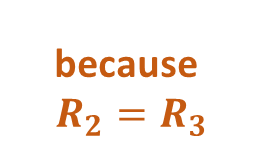 because
R₂ = R₃